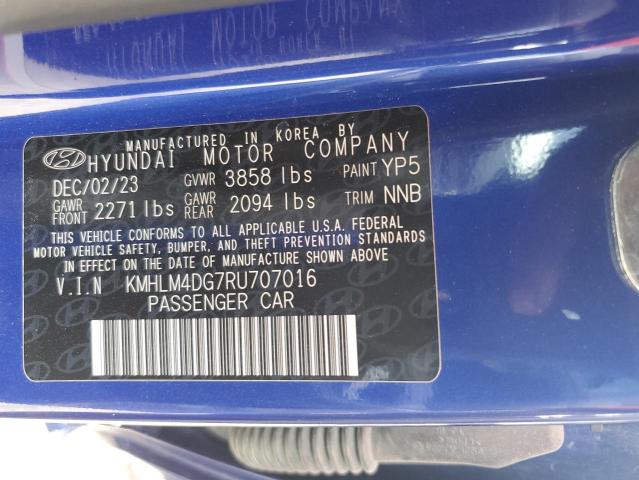 MANUFACTURED IN KOREA BY
HYUNDAI MOTOR COMPANY
DEC/02/23 GVWR 3858 lbs PAINT YP5
GAWR FRONT 2271 lbs GAWR REAR 2094 lbs TRIM NNB
THIS VEHICLE CONFORMS TO ALL APPLICABLE U.S.A. FEDERAL
MOTOR VEHICLE SAFETY, BUMPER, AND THEFT PREVENTION STANDARDS
IN EFFECT ON THE DATE OF MANUFACTURE SHOWN ABOVE
V.I.N KMHLM4DG7RU707016
PASSENGER CAR